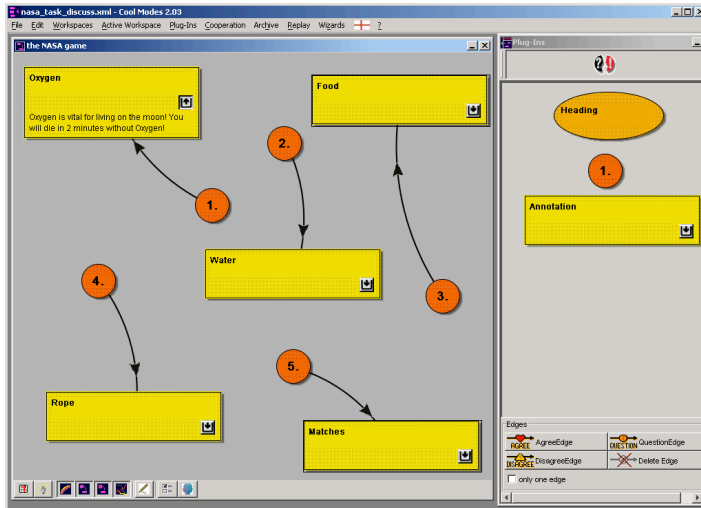 nasa_task_discuss.xml - Cool Modes 2.03
File Edit Workspaces Active Workspace Plug-Ins Cooperation Archive Replay Wizards ?
the NASA game
Oxygen
Oxygen is vital for living on the moon! You
will die in 2 minutes without Oxygen!
Food
2.
1.
Water
4.
3.
5.
Rope
Matches
Plug-Ins
Heading
1.
Annotation
Edges
AGREE AgreeEdge
QUESTION QuestionEdge
DISAGREE DisagreeEdge
Delete Edge
only one edge